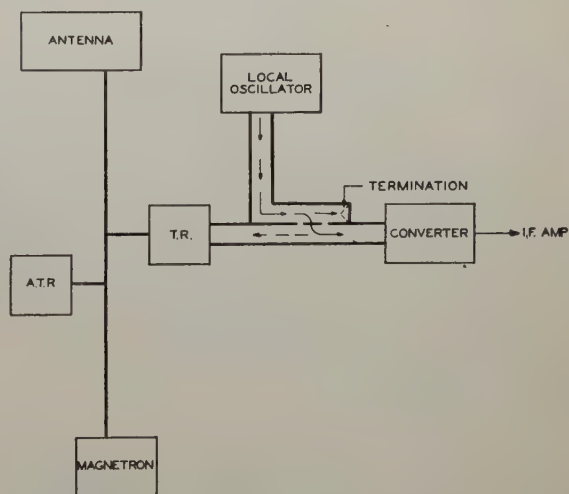 ANTENNA
LOCAL
OSCILLATOR
TERMINATION
T.R.
CONVERTER
I.F. AMP
A.T.R
MAGNETRON